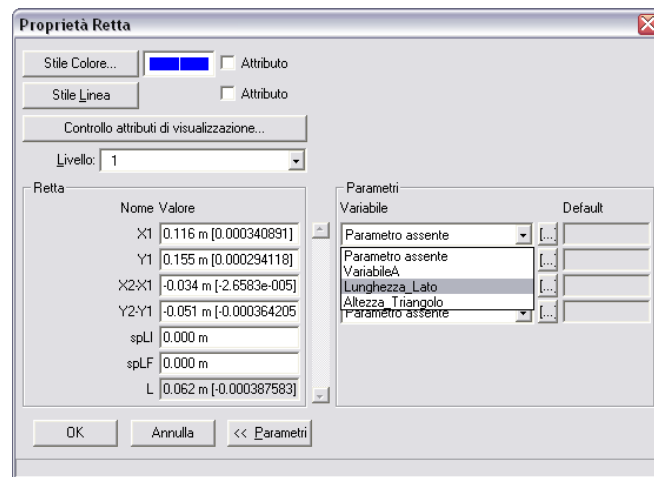 Proprietà Retta
Stile Colore... Attributo
Stile Linea Attributo
Controllo attributi di visualizzazione...
Livello: 1
Retta
Nome Valore
X1 0.116 m [0.000340891]
Y1 0.155 m [0.000294118]
X2-X1 -0.034 m [-2.6583e-005]
Y2-Y1 -0.051 m [-0.000364205
spLI 0.000 m
spLF 0.000 m
L 0.062 m [-0.000387583]
Parametri
Variabile Default
Parametro assente [...]
Parametro assente [...]
VariabileA
Lunghezza_Lato [...]
Altezza_Triangolo
Parametro assente [...]
OK Annulla << Parametri